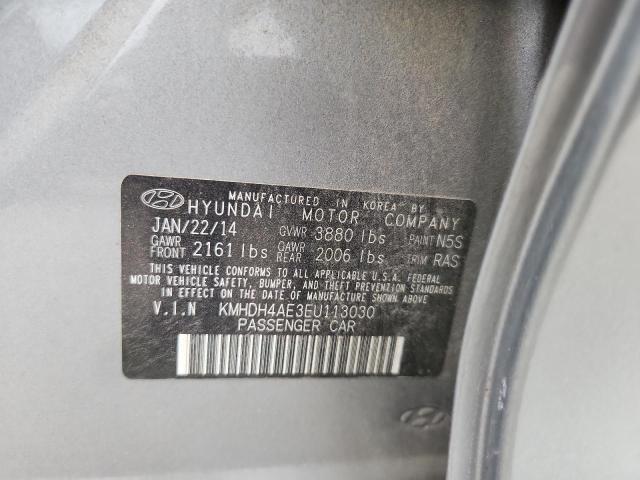 MANUFACTURED IN KOREA BY
HYUNDAI MOTOR COMPANY
JAN/22/14 GVWR 3880 lbs PAINT N5S
GAWR FRONT 2161 lbs GAWR REAR 2006 lbs TRIM RAS
THIS VEHICLE CONFORMS TO ALL APPLICABLE U.S.A. FEDERAL
MOTOR VEHICLE SAFETY, BUMPER, AND THEFT PREVENTION
STANDARDS IN EFFECT ON THE DATE OF MANUFACTURE SHOWN ABOVE
V.I.N KMHDH4AE3EU113030
PASSENGER CAR